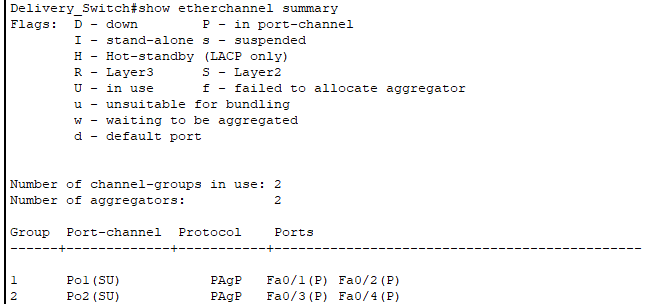 Delivery_Switch#show etherchannel summary
Flags:  D - down        P - in port-channel
        I - stand-alone s - suspended
        H - Hot-standby (LACP only)
        R - Layer3      S - Layer2
        U - in use      f - failed to allocate aggregator
        u - unsuitable for bundling
        w - waiting to be aggregated
        d - default port
Number of channel-groups in use: 2
Number of aggregators:           2
Group  Port-channel  Protocol    Ports
------+-------------+-----------+----------------------------------------------
1      Po1(SU)           PAgP   Fa0/1(P) Fa0/2(P)
2      Po2(SU)           PAgP   Fa0/3(P) Fa0/4(P)